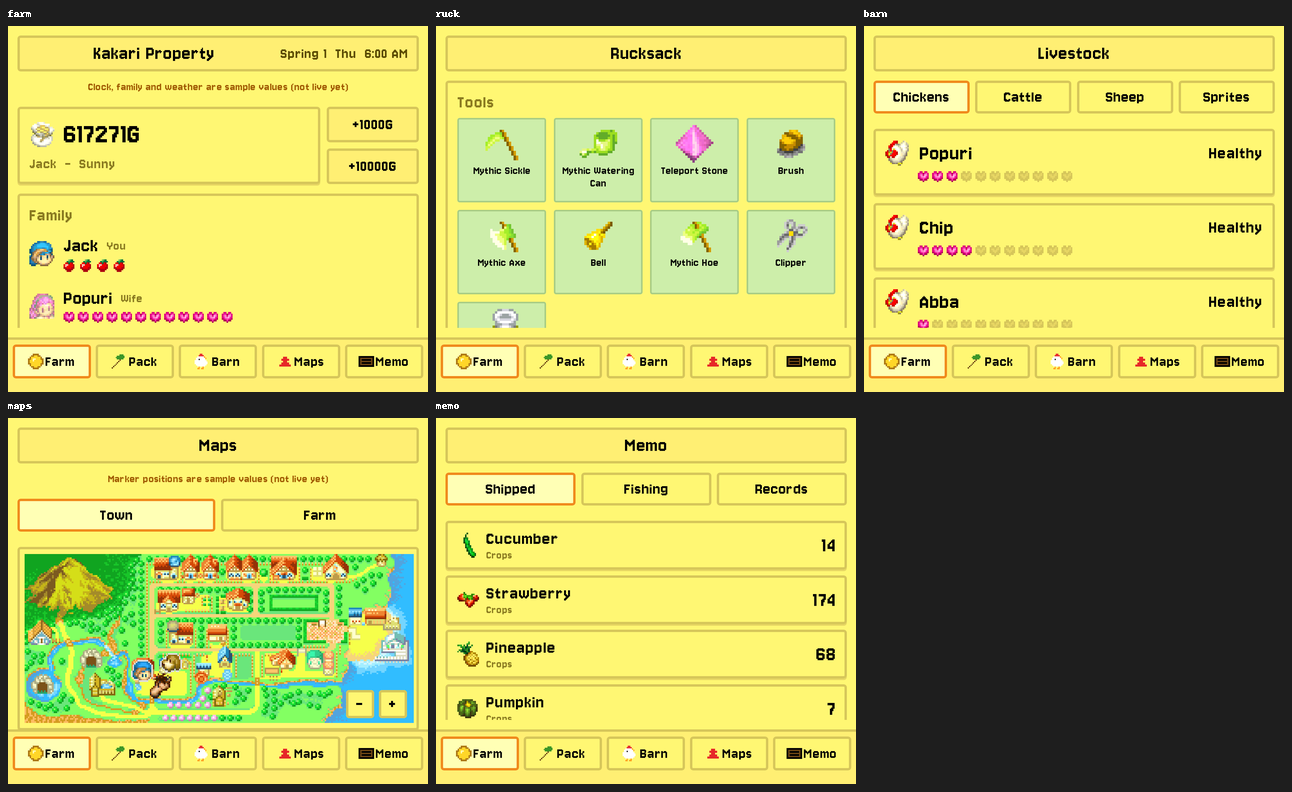 farm
Kakari Property Spring 1 Thu 6:00 AM
Clock, family and weather are sample values (not live yet)
617271G
Jack - Sunny
+1000G
+10000G
Family
Jack You
Popuri Wife
Farm Pack Barn Maps Memo
ruck
Rucksack
Tools
Mythic Sickle
Mythic Watering Can
Teleport Stone
Brush
Mythic Axe
Bell
Mythic Hoe
Clipper
Farm Pack Barn Maps Memo
barn
Livestock
Chickens Cattle Sheep Sprites
Popuri Healthy
Chip Healthy
Abba Healthy
Farm Pack Barn Maps Memo
maps
Maps
Marker positions are sample values (not live yet)
Town Farm
- +
Farm Pack Barn Maps Memo
memo
Memo
Shipped Fishing Records
Cucumber 14
Crops
Strawberry 174
Crops
Pineapple 68
Crops
Pumpkin 7
Crops
Farm Pack Barn Maps Memo